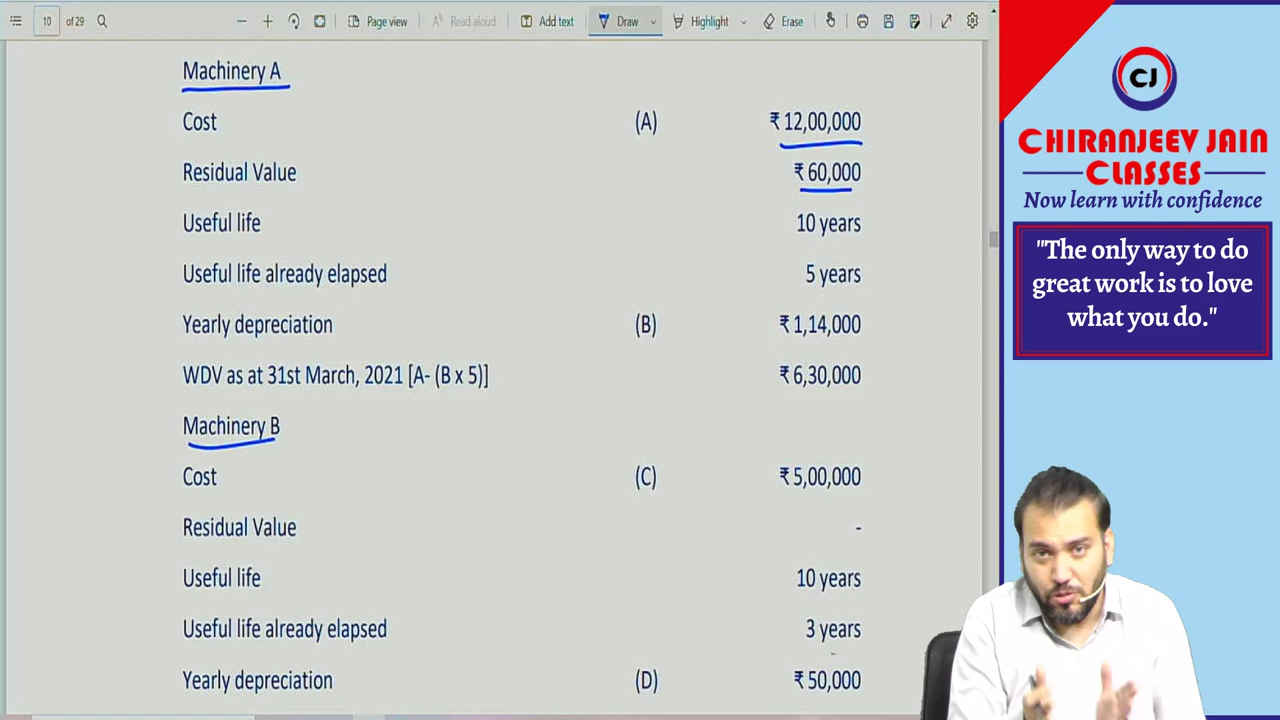 10 of 29 Page view Read aloud Add text Draw Highlight Erase
Machinery A
Cost (A) ₹ 12,00,000
Residual Value ₹ 60,000
Useful life 10 years
Useful life already elapsed 5 years
Yearly depreciation (B) ₹ 1,14,000
WDV as at 31st March, 2021 [A- (B x 5)] ₹ 6,30,000
Machinery B
Cost (C) ₹ 5,00,000
Residual Value -
Useful life 10 years
Useful life already elapsed 3 years
Yearly depreciation (D) ₹ 50,000
CJ
CHIRANJEEV JAIN
CLASSES
Now learn with confidence
"The only way to do
great work is to love
what you do."